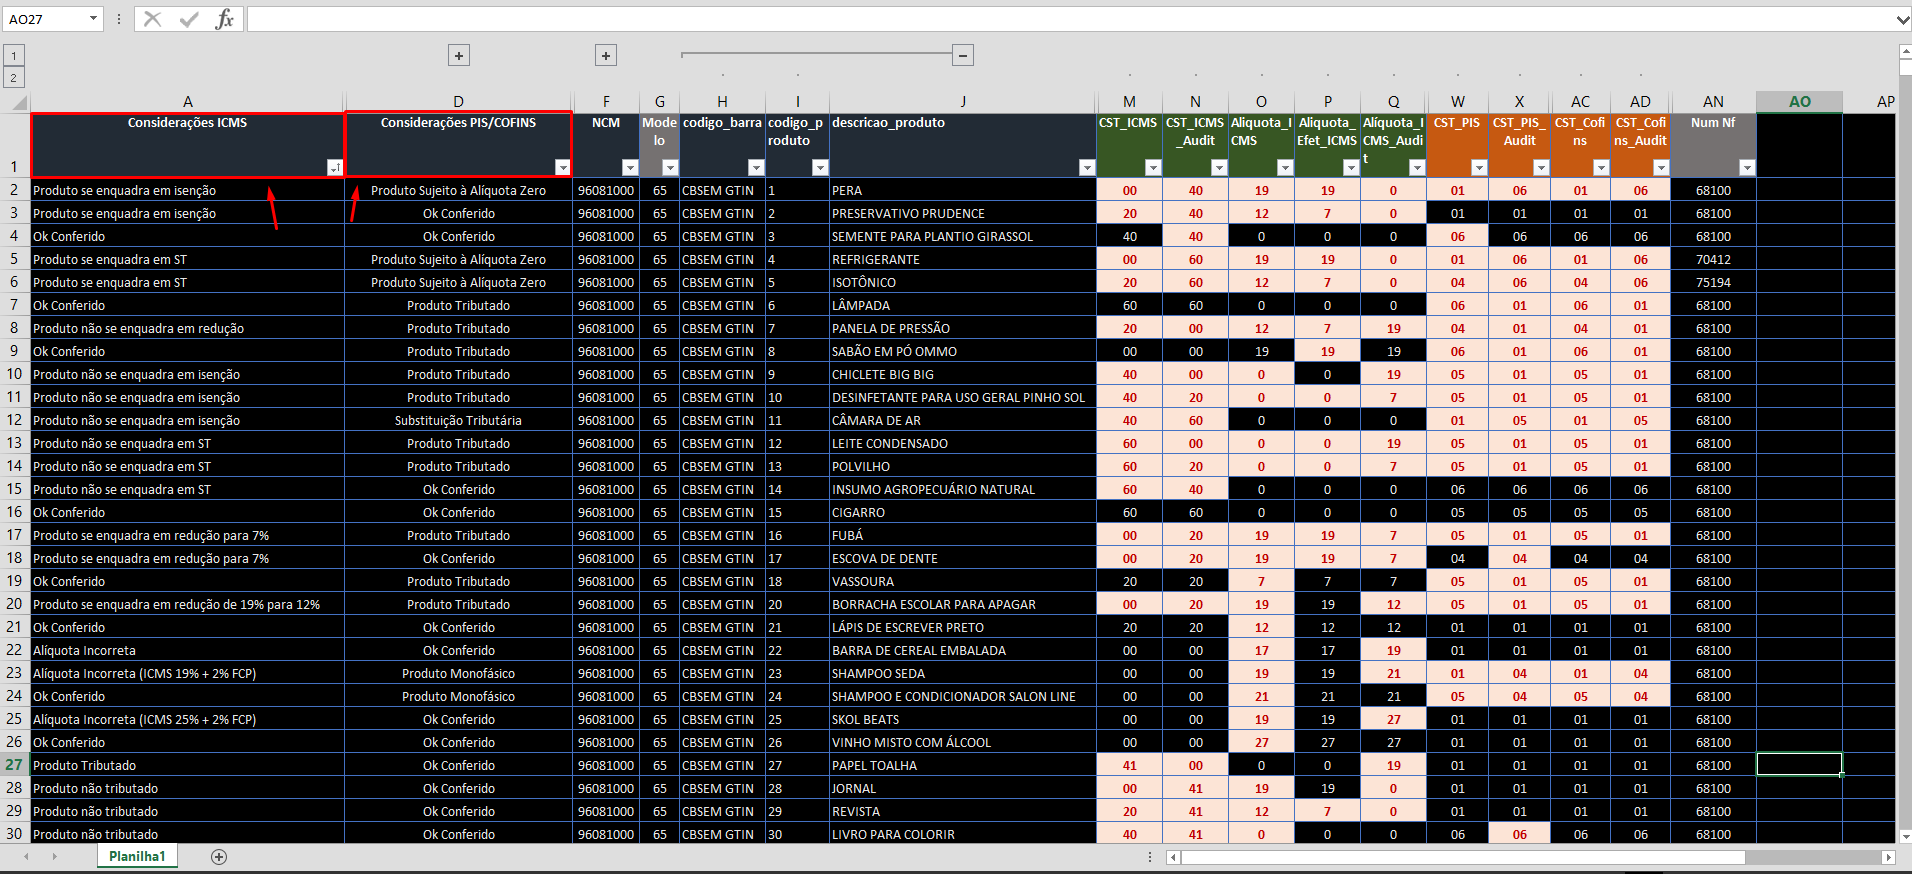 AO27
fx
1
2
A D F G H I J M N O P Q W X AC AD AN AO AP
1 Considerações ICMS Considerações PIS/COFINS NCM Modelo codigo_barra codigo_produto descricao_produto CST_ICMS CST_ICMS_Audit Aliquota_ICMS Aliquota_Efet_ICMS Alíquota_ICMS_Audit CST_PIS CST_PIS_Audit CST_Cofins CST_Cofins_Audit Num Nf
2 Produto se enquadra em isenção Produto Sujeito à Alíquota Zero 96081000 65 CBSEM GTIN 1 PERA 00 40 19 19 0 01 06 01 06 68100
3 Produto se enquadra em isenção Ok Conferido 96081000 65 CBSEM GTIN 2 PRESERVATIVO PRUDENCE 20 40 12 7 0 01 01 01 01 68100
4 Ok Conferido Ok Conferido 96081000 65 CBSEM GTIN 3 SEMENTE PARA PLANTIO GIRASSOL 40 40 0 0 0 06 06 06 06 68100
5 Produto se enquadra em ST Produto Sujeito à Alíquota Zero 96081000 65 CBSEM GTIN 4 REFRIGERANTE 00 60 19 19 0 01 06 01 06 70412
6 Produto se enquadra em ST Produto Sujeito à Alíquota Zero 96081000 65 CBSEM GTIN 5 ISOTÔNICO 20 60 12 7 0 04 06 04 06 75194
7 Ok Conferido Produto Tributado 96081000 65 CBSEM GTIN 6 LÂMPADA 60 60 0 0 0 06 01 06 01 68100
8 Produto não se enquadra em redução Produto Tributado 96081000 65 CBSEM GTIN 7 PANELA DE PRESSÃO 20 00 12 7 19 04 01 04 01 68100
9 Ok Conferido Produto Tributado 96081000 65 CBSEM GTIN 8 SABÃO EM PÓ OMMO 00 00 19 19 19 06 01 06 01 68100
10 Produto não se enquadra em isenção Produto Tributado 96081000 65 CBSEM GTIN 9 CHICLETE BIG BIG 40 00 0 0 19 05 01 05 01 68100
11 Produto não se enquadra em isenção Produto Tributado 96081000 65 CBSEM GTIN 10 DESINFETANTE PARA USO GERAL PINHO SOL 40 20 0 0 7 05 01 05 01 68100
12 Produto não se enquadra em isenção Substituição Tributária 96081000 65 CBSEM GTIN 11 CÂMARA DE AR 40 60 0 0 0 01 05 01 05 68100
13 Produto não se enquadra em ST Produto Tributado 96081000 65 CBSEM GTIN 12 LEITE CONDENSADO 60 00 0 0 19 05 01 05 01 68100
14 Produto não se enquadra em ST Produto Tributado 96081000 65 CBSEM GTIN 13 POLVILHO 60 20 0 0 7 05 01 05 01 68100
15 Produto não se enquadra em ST Ok Conferido 96081000 65 CBSEM GTIN 14 INSUMO AGROPECUÁRIO NATURAL 60 40 0 0 0 06 06 06 06 68100
16 Ok Conferido Ok Conferido 96081000 65 CBSEM GTIN 15 CIGARRO 60 60 0 0 0 05 05 05 05 68100
17 Produto se enquadra em redução para 7% Produto Tributado 96081000 65 CBSEM GTIN 16 FUBÁ 00 20 19 19 7 05 01 05 01 68100
18 Produto se enquadra em redução para 7% Ok Conferido 96081000 65 CBSEM GTIN 17 ESCOVA DE DENTE 00 20 19 19 7 04 04 04 04 68100
19 Ok Conferido Produto Tributado 96081000 65 CBSEM GTIN 18 VASSOURA 20 20 7 7 7 05 01 05 01 68100
20 Produto se enquadra em redução de 19% para 12% Produto Tributado 96081000 65 CBSEM GTIN 20 BORRACHA ESCOLAR PARA APAGAR 00 20 19 19 12 05 01 05 01 68100
21 Ok Conferido Ok Conferido 96081000 65 CBSEM GTIN 21 LÁPIS DE ESCREVER PRETO 20 20 12 12 12 01 01 01 01 68100
22 Alíquota Incorreta Ok Conferido 96081000 65 CBSEM GTIN 22 BARRA DE CEREAL EMBALADA 00 00 17 17 19 01 01 01 01 68100
23 Alíquota Incorreta (ICMS 19% + 2% FCP) Produto Monofásico 96081000 65 CBSEM GTIN 23 SHAMPOO SEDA 00 00 19 19 21 01 04 01 04 68100
24 Ok Conferido Produto Monofásico 96081000 65 CBSEM GTIN 24 SHAMPOO E CONDICIONADOR SALON LINE 00 00 21 21 21 05 04 05 04 68100
25 Alíquota Incorreta (ICMS 25% + 2% FCP) Ok Conferido 96081000 65 CBSEM GTIN 25 SKOL BEATS 00 00 19 19 27 01 01 01 01 68100
26 Ok Conferido Ok Conferido 96081000 65 CBSEM GTIN 26 VINHO MISTO COM ÁLCOOL 00 00 27 27 27 01 01 01 01 68100
27 Produto Tributado Ok Conferido 96081000 65 CBSEM GTIN 27 PAPEL TOALHA 41 00 0 0 19 01 01 01 01 68100
28 Produto não tributado Ok Conferido 96081000 65 CBSEM GTIN 28 JORNAL 00 41 19 19 0 01 01 01 01 68100
29 Produto não tributado Ok Conferido 96081000 65 CBSEM GTIN 29 REVISTA 20 41 12 7 0 01 01 01 01 68100
30 Produto não tributado Ok Conferido 96081000 65 CBSEM GTIN 30 LIVRO PARA COLORIR 40 41 0 0 0 06 06 06 06 68100
Planilha1